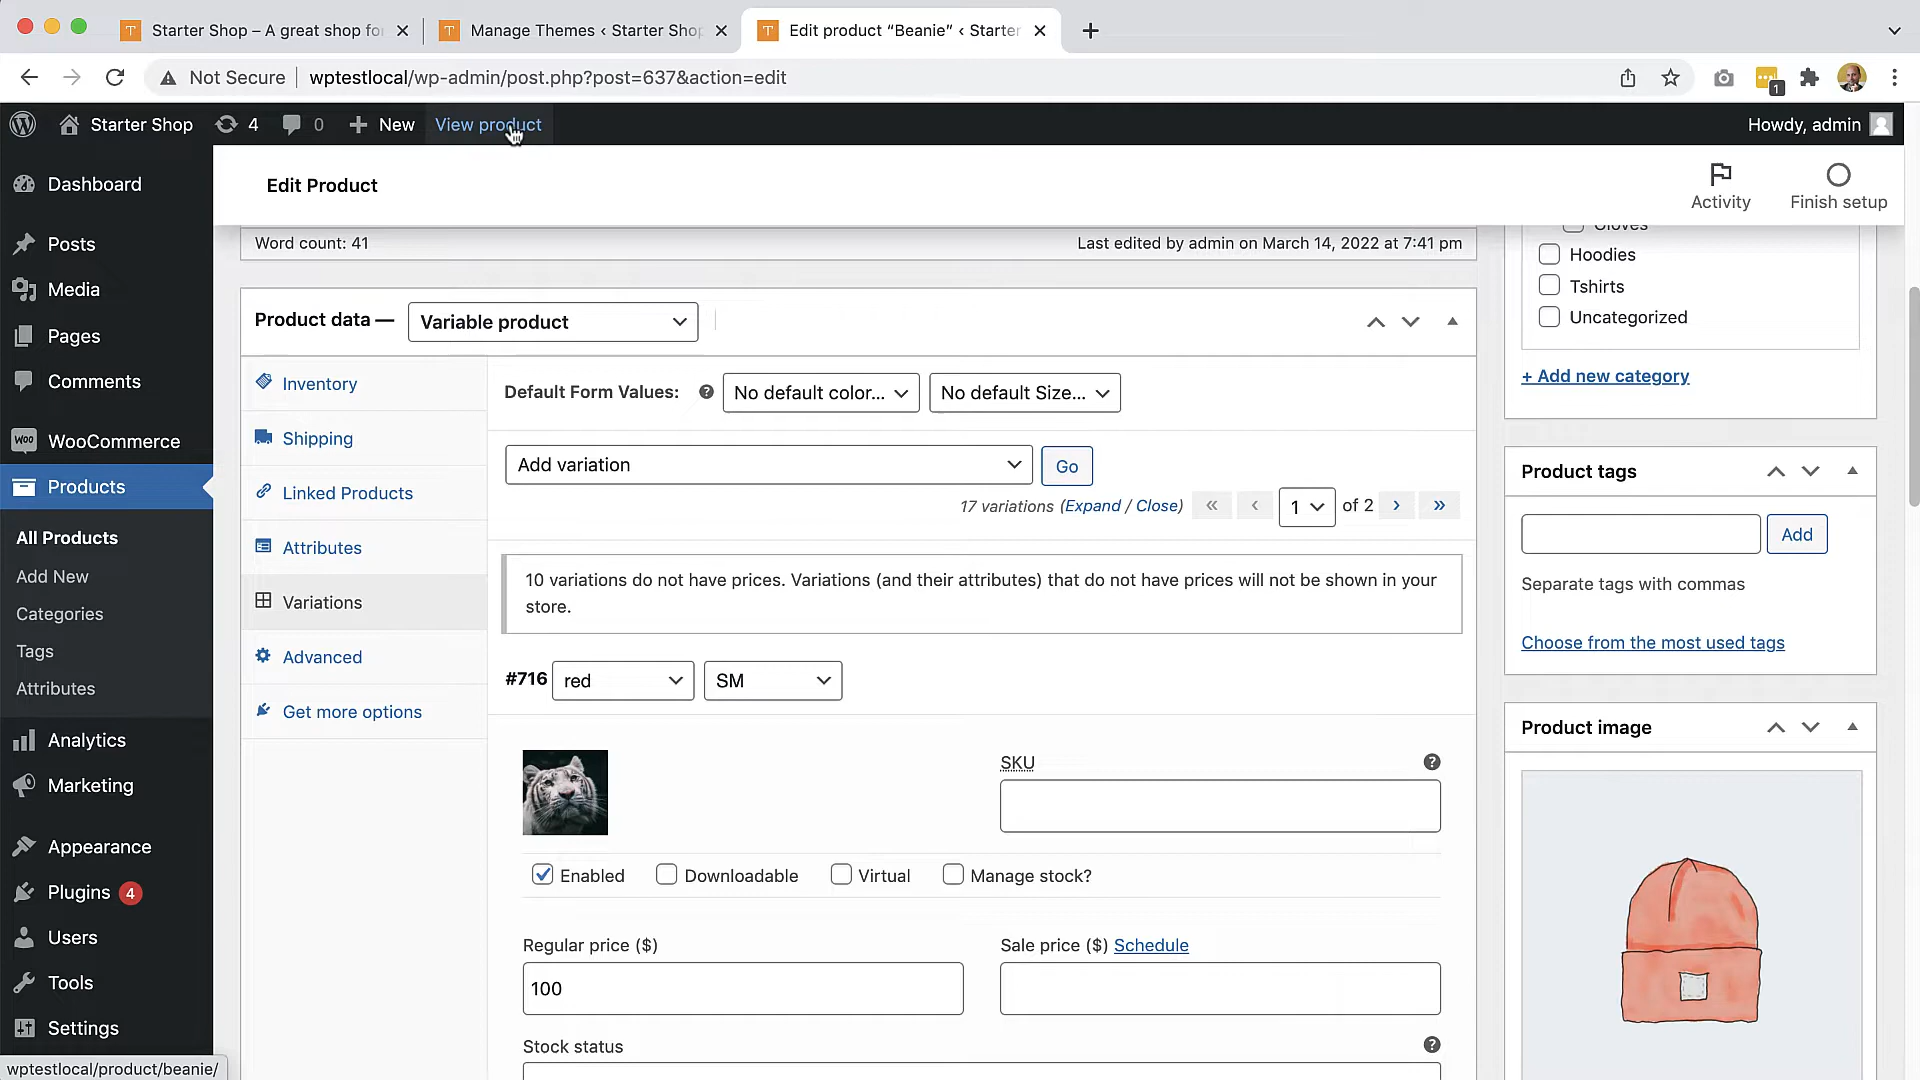 Starter Shop – A great shop fo
Manage Themes ‹ Starter Shop
Edit product “Beanie” ‹ Starter
Not Secure
wptestlocal/wp-admin/post.php?post=637&action=edit
1
Starter Shop
4
0
New
View product
Howdy, admin
Dashboard
Posts
Media
Pages
Comments
WooCommerce
Products
All Products
Add New
Categories
Tags
Attributes
Analytics
Marketing
Appearance
Plugins 4
Users
Tools
Settings
wptestlocal/product/beanie/
Edit Product
Activity
Finish setup
Word count: 41
Last edited by admin on March 14, 2022 at 7:41 pm
Product data —
Variable product
Inventory
Shipping
Linked Products
Attributes
Variations
Advanced
Get more options
Default Form Values:
No default color...
No default Size...
Add variation
Go
17 variations (Expand / Close)
« ‹ 1 of 2 › »
10 variations do not have prices. Variations (and their attributes) that do not have prices will not be shown in your
store.
#716
red
SM
SKU
Enabled
Downloadable
Virtual
Manage stock?
Regular price ($)
Sale price ($) Schedule
100
Stock status
Gloves
Hoodies
Tshirts
Uncategorized
+ Add new category
Product tags
Add
Separate tags with commas
Choose from the most used tags
Product image